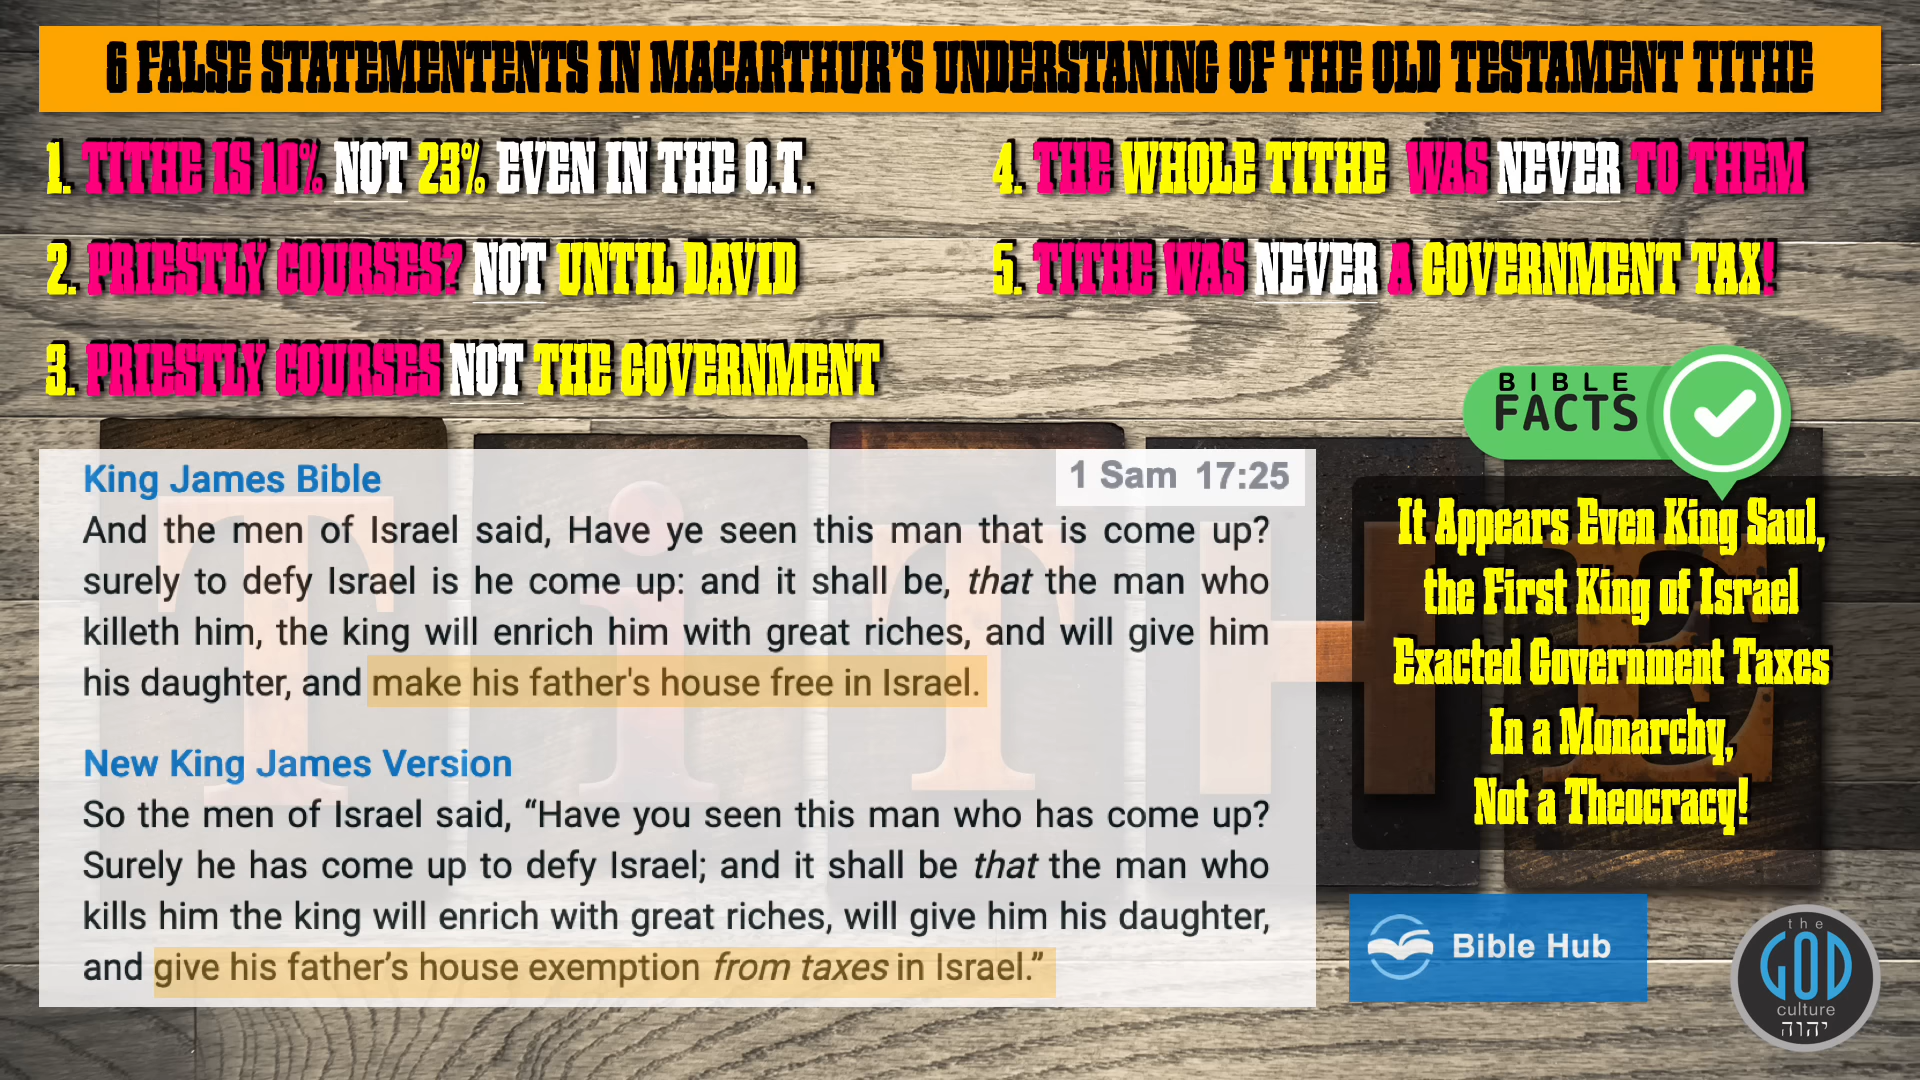 6 FALSE STATEMENTENTS IN MACARTHUR'S UNDERSTANING OF THE OLD TESTAMENT TITHE
1. TITHE IS 10% NOT 23% EVEN IN THE O.T.
2. PRIESTLY COURSES? NOT UNTIL DAVID
3. PRIESTLY COURSES NOT THE GOVERNMENT
4. THE WHOLE TITHE WAS NEVER TO THEM
5. TITHE WAS NEVER A GOVERNMENT TAX!
BIBLE
FACTS
King James Bible
1 Sam 17:25
And the men of Israel said, Have ye seen this man that is come up?
surely to defy Israel is he come up: and it shall be, that the man who
killeth him, the king will enrich him with great riches, and will give him
his daughter, and make his father's house free in Israel.
New King James Version
So the men of Israel said, “Have you seen this man who has come up?
Surely he has come up to defy Israel; and it shall be that the man who
kills him the king will enrich with great riches, will give him his daughter,
and give his father’s house exemption from taxes in Israel.”
It Appears Even King Saul,
the First King of Israel
Exacted Government Taxes
In a Monarchy,
Not a Theocracy!
Bible Hub
the
GOD
culture
יהוה
TiTHE